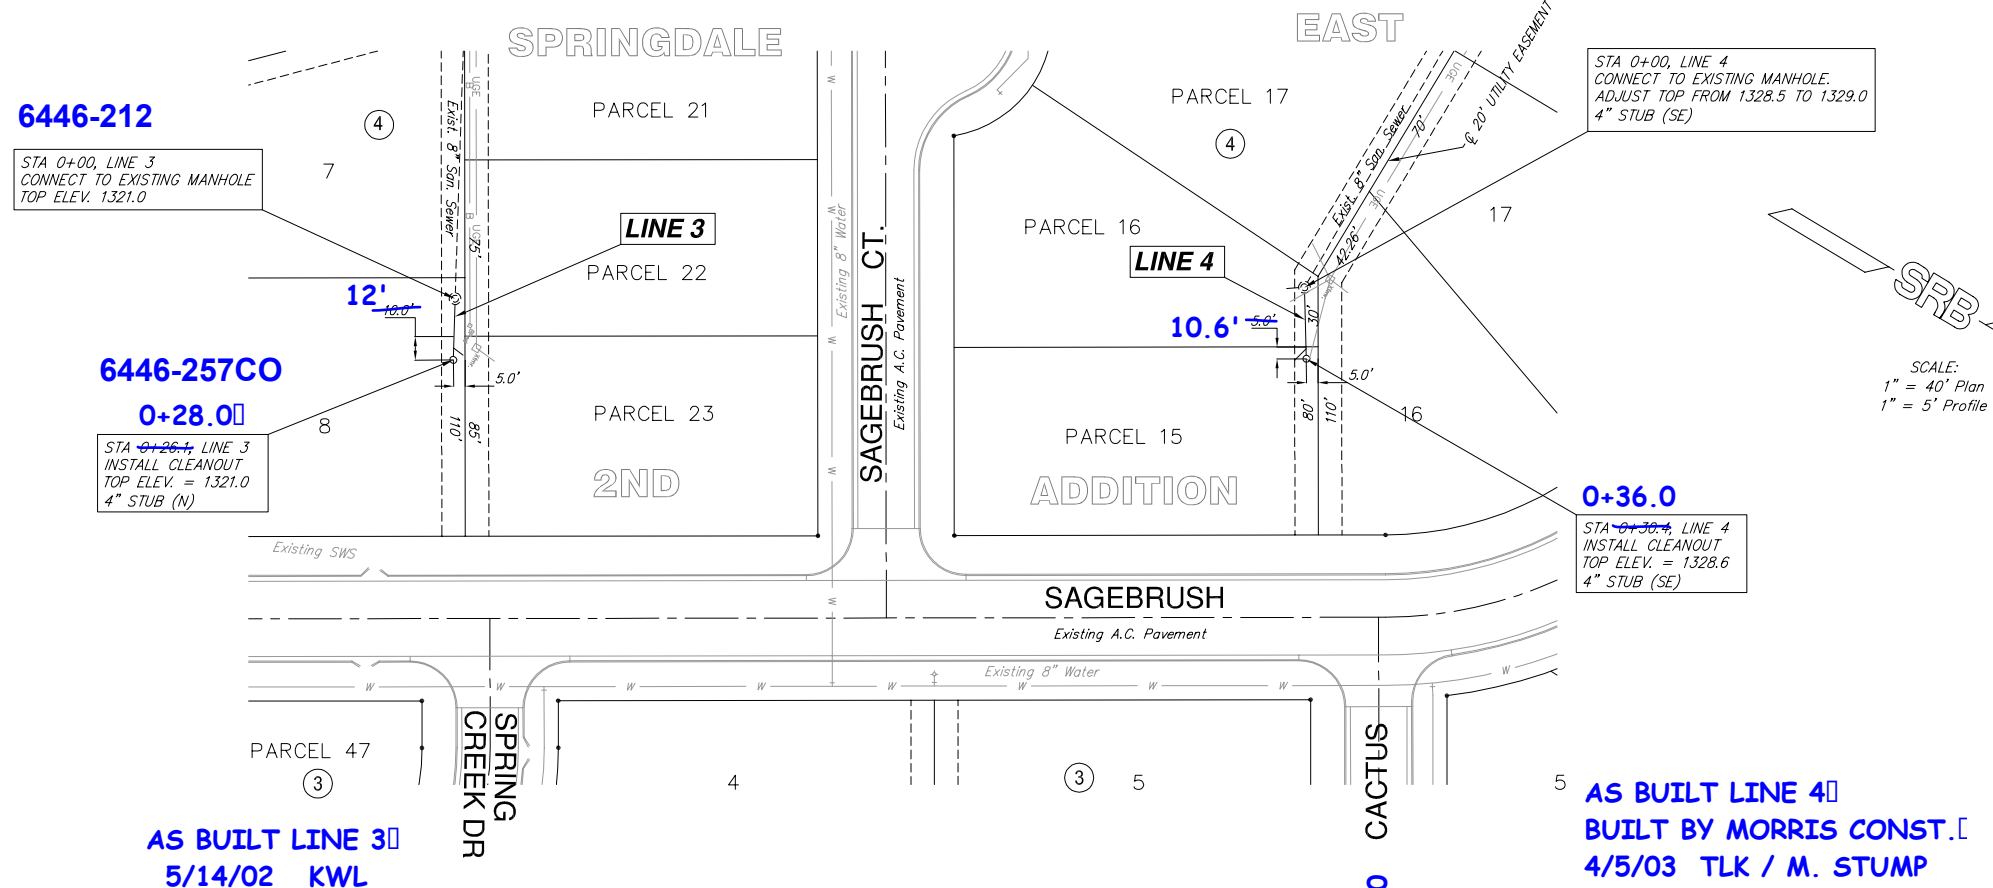 SPRINGDALE
EAST
6446-212
STA 0+00, LINE 3
CONNECT TO EXISTING MANHOLE
TOP ELEV. 1321.0
4
7
Exist. 8" San. Sewer
UGE
B
B
UGE
75'
PARCEL 21
LINE 3
PARCEL 22
12'
10.0'
6446-257CO
0+28.0
STA 0+26.1, LINE 3
INSTALL CLEANOUT
TOP ELEV. = 1321.0
4" STUB (N)
8
5.0'
110'
85'
PARCEL 23
2ND
W
W
Existing 8" Water
W
W
W
SAGEBRUSH CT.
Existing A.C. Pavement
PARCEL 17
4
PARCEL 16
LINE 4
10.6'
5.0'
Exist. 8" San. Sewer
70'
UGE
UGE
℄ 20' UTILITY EASEMENT
42.26'
30'
17
STA 0+00, LINE 4
CONNECT TO EXISTING MANHOLE.
ADJUST TOP FROM 1328.5 TO 1329.0
4" STUB (SE)
SRB
SCALE:
1" = 40' Plan
1" = 5' Profile
5.0'
80'
110'
16
PARCEL 15
ADDITION
0+36.0
STA 0+30.4, LINE 4
INSTALL CLEANOUT
TOP ELEV. = 1328.6
4" STUB (SE)
Existing SWS
W
SAGEBRUSH
Existing A.C. Pavement
Existing 8" Water
W W W W W W W W W
PARCEL 47
3
SPRING
CREEK DR
4
3
5
CACTUS
5
AS BUILT LINE 3
5/14/02 KWL
AS BUILT LINE 4
BUILT BY MORRIS CONST.
4/5/03 TLK / M. STUMP